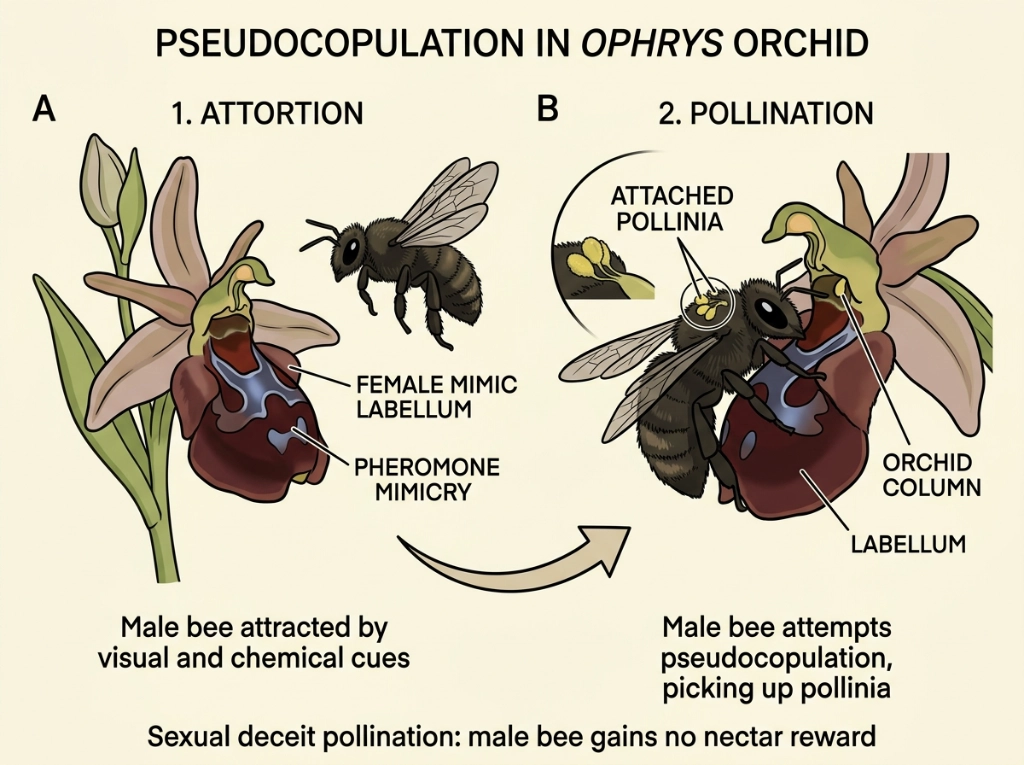 PSEUDOCOPULATION IN OPHRYS ORCHID
A
1. ATTORTION
FEMALE MIMIC
LABELLUM
PHEROMONE
MIMICRY
Male bee attracted by
visual and chemical cues
B
2. POLLINATION
ATTACHED
POLLINIA
ORCHID
COLUMN
LABELLUM
Male bee attempts
pseudocopulation,
picking up pollinia
Sexual deceit pollination: male bee gains no nectar reward